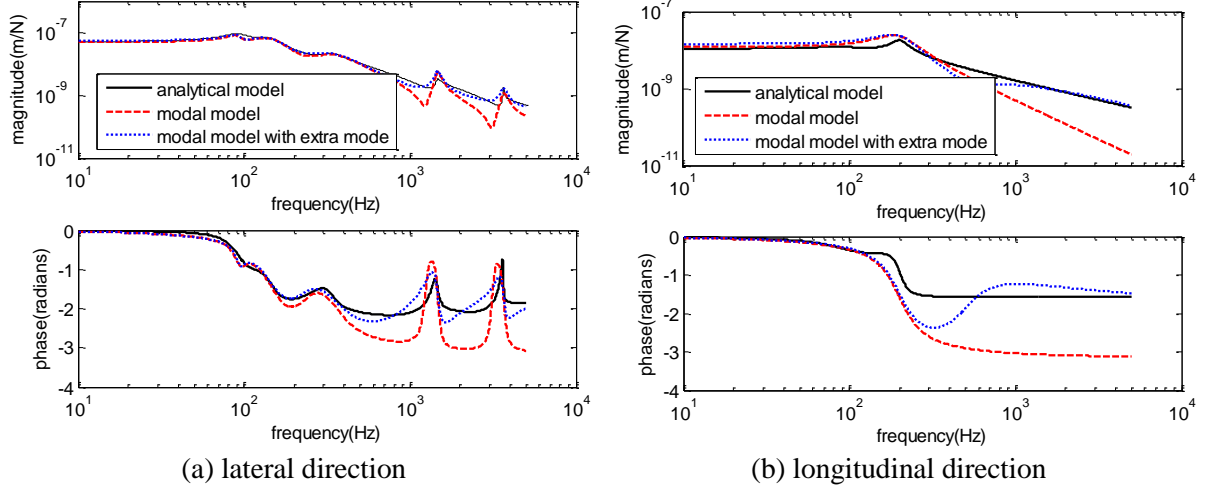 10^-7
10^-9
10^-11
magnitude(m/N)
analytical model
modal model
modal model with extra mode
10^1 10^2 10^3 10^4
frequency(Hz)
0
-1
-2
-3
-4
phase(radians)
10^1 10^2 10^3 10^4
frequency(Hz)
(a) lateral direction
10^-7
10^-9
10^-11
magnitude(m/N)
analytical model
modal model
modal model with extra mode
10^1 10^2 10^3 10^4
frequency(Hz)
0
-1
-2
-3
-4
phase(radians)
10^1 10^2 10^3 10^4
frequency(Hz)
(b) longitudinal direction